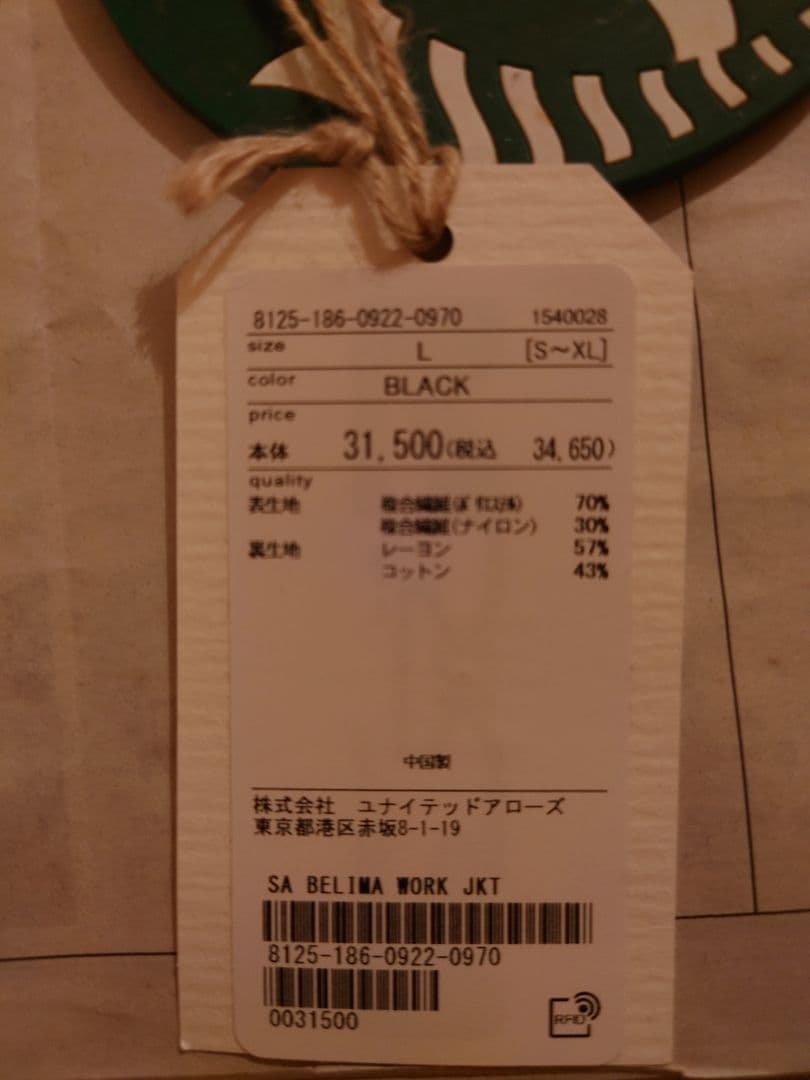 8125-186-0922-0970 1540028
size L [S～XL]
color BLACK
price
本体 31,500(税込 34,650)
quality
表生地 複合繊維(ﾎﾟﾘｴｽﾃﾙ) 70%
複合繊維(ナイロン) 30%
裏生地 レーヨン 57%
コットン 43%
中国製
株式会社 ユナイテッドアローズ
東京都港区赤坂8-1-19
SA BELIMA WORK JKT
8125-186-0922-0970
0031500
RFID